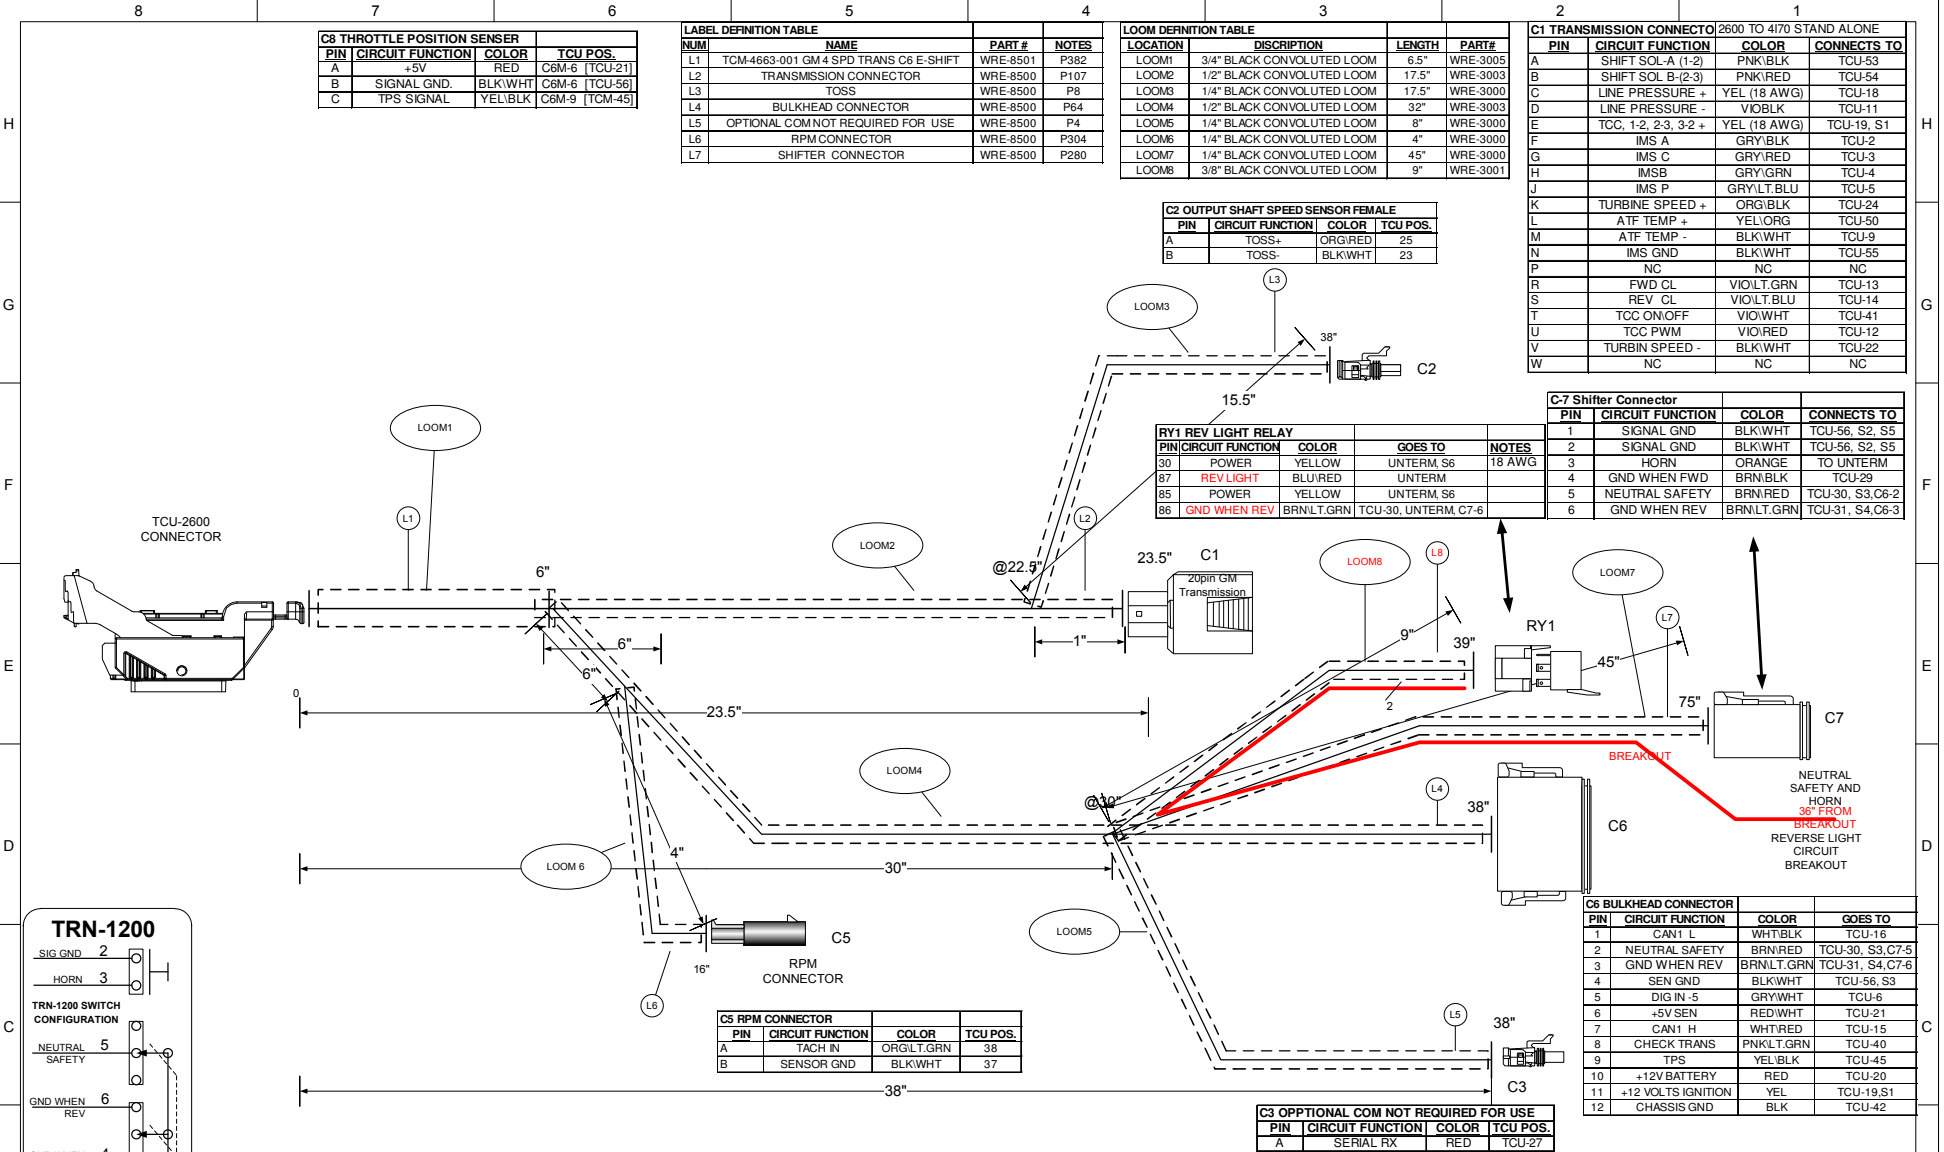 8 7 6 5 4 3 2 1
C8 THROTTLE POSITION SENSER
PIN CIRCUIT FUNCTION COLOR TCU POS.
A +5V RED C6M-6 [TCU-21]
B SIGNAL GND. BLK\WHT C6M-6 [TCU-56]
C TPS SIGNAL YEL\BLK C6M-9 [TCM-45]
LABEL DEFINITION TABLE
NUM NAME PART # NOTES
L1 TCM-4663-001 GM 4 SPD TRANS C6 E-SHIFT WRE-8501 P382
L2 TRANSMISSION CONNECTOR WRE-8500 P107
L3 TOSS WRE-8500 P8
L4 BULKHEAD CONNECTOR WRE-8500 P64
L5 OPTIONAL COM NOT REQUIRED FOR USE WRE-8500 P4
L6 RPM CONNECTOR WRE-8500 P304
L7 SHIFTER CONNECTOR WRE-8500 P280
LOOM DERNITION TABLE
LOCATION DISCRIPTION LENGTH PART#
LOOM1 3/4" BLACK CONVOLUTED LOOM 6.5" WRE-3005
LOOM2 1/2" BLACK CONVOLUTED LOOM 17.5" WRE-3003
LOOM3 1/4" BLACK CONVOLUTED LOOM 17.5" WRE-3000
LOOM4 1/2" BLACK CONVOLUTED LOOM 32" WRE-3003
LOOM5 1/4" BLACK CONVOLUTED LOOM 8" WRE-3000
LOOM6 1/4" BLACK CONVOLUTED LOOM 4" WRE-3000
LOOM7 1/4" BLACK CONVOLUTED LOOM 45" WRE-3000
LOOM8 3/8" BLACK CONVOLUTED LOOM 9" WRE-3001
C1 TRANSMISSION CONNECTO 2600 TO 4l70 STAND ALONE
PIN CIRCUIT FUNCTION COLOR CONNECTS TO
A SHIFT SOL-A (1-2) PNK\BLK TCU-53
B SHIFT SOL B-(2-3) PNK\RED TCU-54
C LINE PRESSURE + YEL (18 AWG) TCU-18
D LINE PRESSURE - VIOBLK TCU-11
E TCC, 1-2, 2-3, 3-2 + YEL (18 AWG) TCU-19, S1
F IMS A GRY\BLK TCU-2
G IMS C GRY\RED TCU-3
H IMSB GRY\GRN TCU-4
J IMS P GRY\LT.BLU TCU-5
K TURBINE SPEED + ORG\BLK TCU-24
L ATF TEMP + YEL\ORG TCU-50
M ATF TEMP - BLK\WHT TCU-9
N IMS GND BLK\WHT TCU-55
P NC NC NC
R FWD CL VIO\LT.GRN TCU-13
S REV CL VIO\LT.BLU TCU-14
T TCC ON\OFF VIO\WHT TCU-41
U TCC PWM VIO\RED TCU-12
V TURBIN SPEED - BLK\WHT TCU-22
W NC NC NC
H H
C2 OUTPUT SHAFT SPEED SENSOR FEMALE
PIN CIRCUIT FUNCTION COLOR TCU POS.
A TOSS+ ORG\RED 25
B TOSS- BLK\WHT 23
G LOOM3 L3 G
38"
C2
15.5"
C-7 Shifter Connector
PIN CIRCUIT FUNCTION COLOR CONNECTS TO
1 SIGNAL GND BLK\WHT TCU-56, S2, S5
2 SIGNAL GND BLK\WHT TCU-56, S2, S5
3 HORN ORANGE TO UNTERM
4 GND WHEN FWD BRN\BLK TCU-29
5 NEUTRAL SAFETY BRN\RED TCU-30, S3,C6-2
6 GND WHEN REV BRN\LT.GRN TCU-31, S4,C6-3
RY1 REV LIGHT RELAY
PIN CIRCUIT FUNCTION COLOR GOES TO NOTES
30 POWER YELLOW UNTERM, S6 18 AWG
87 REV LIGHT BLU\RED UNTERM
85 POWER YELLOW UNTERM, S6
86 GND WHEN REV BRN\LT.GRN TCU-30, UNTERM, C7-6
LOOM1
F F
TCU-2600
CONNECTOR
L1 LOOM2 L2
6" @22.5" 23.5" C1
20pin GM
Transmission
LOOM8 L8 LOOM7
L7
E 6" 1" 9" 39" RY1 45" E
6"
0 23.5" 2 75" C7
BREAKOUT
LOOM4
@30" L4 38" C6
NEUTRAL
SAFETY AND
HORN
36" FROM
BREAKOUT
REVERSE LIGHT
CIRCUIT
BREAKOUT
D D
LOOM 6 4" 30"
C5
RPM
CONNECTOR
16"
L6
LOOM5
C6 BULKHEAD CONNECTOR
PIN CIRCUIT FUNCTION COLOR GOES TO
1 CAN1 L WHT\BLK TCU-16
2 NEUTRAL SAFETY BRN\RED TCU-30, S3,C7-5
3 GND WHEN REV BRN\LT.GRN TCU-31, S4,C7-6
4 SEN GND BLK\WHT TCU-56, S3
5 DIG IN -5 GRY\WHT TCU-6
6 +5V SEN RED\WHT TCU-21
7 CAN1 H WHT\RED TCU-15
8 CHECK TRANS PNK\LT.GRN TCU-40
9 TPS YEL\BLK TCU-45
10 +12V BATTERY RED TCU-20
11 +12 VOLTS IGNITION YEL TCU-19,S1
12 CHASSIS GND BLK TCU-42
TRN-1200
SIG GND 2
HORN 3
TRN-1200 SWITCH
CONFIGURATION
NEUTRAL
SAFETY 5
GND WHEN
REV 6
C C
C5 RPM CONNECTOR
PIN CIRCUIT FUNCTION COLOR TCU POS.
A TACH IN ORG\LT.GRN 38
B SENSOR GND BLK\WHT 37
L5 38"
C3
38"
C3 OPPTIONAL COM NOT REQUIRED FOR USE
PIN CIRCUIT FUNCTION COLOR TCU POS.
A SERIAL RX RED TCU-27